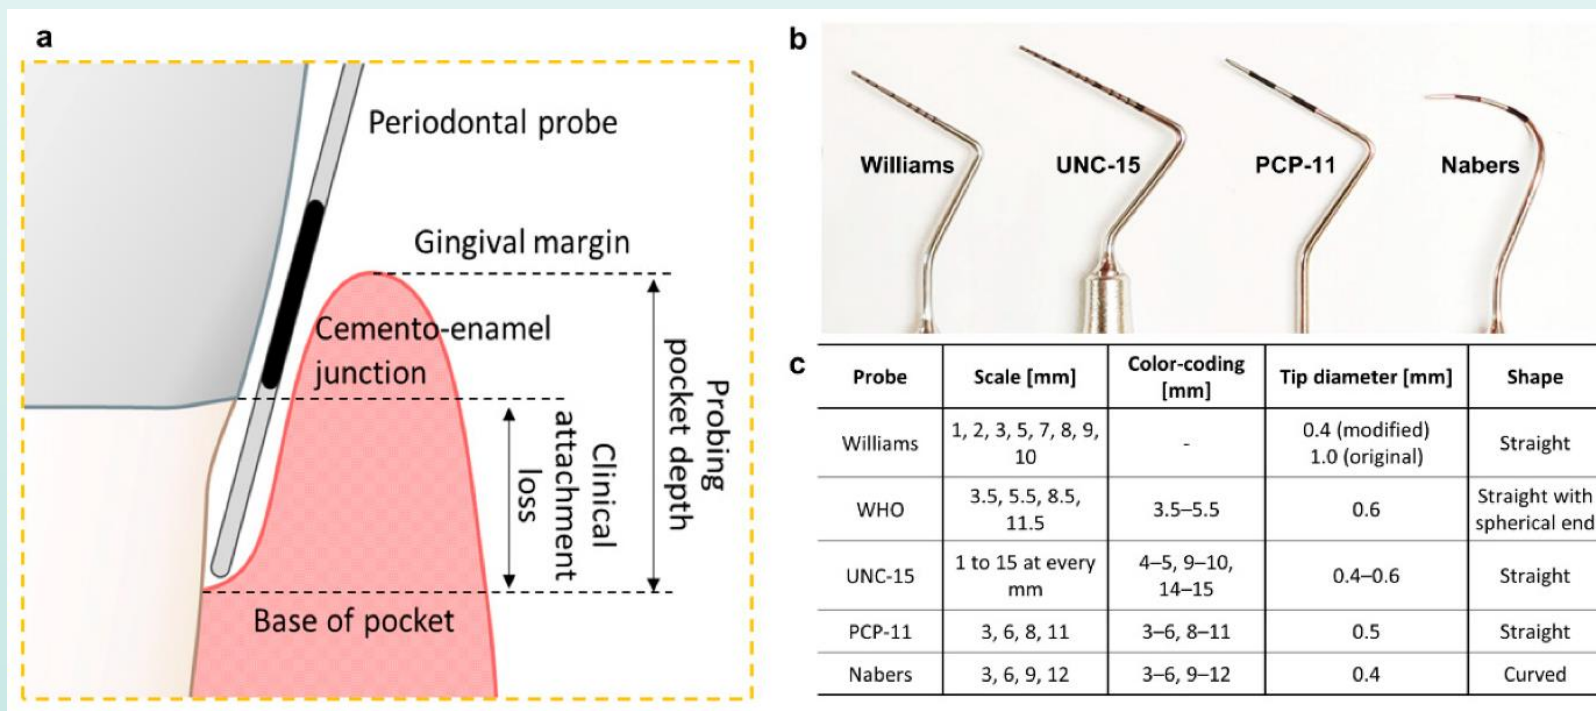 a
Periodontal probe
Gingival margin
Cemento-enamel
junction
Clinical
attachment
loss
Probing
pocket depth
Base of pocket
b
Williams
UNC-15
PCP-11
Nabers
c
Probe Scale [mm] Color-coding [mm] Tip diameter [mm] Shape
Williams 1, 2, 3, 5, 7, 8, 9, 10 - 0.4 (modified) 1.0 (original) Straight
WHO 3.5, 5.5, 8.5, 11.5 3.5–5.5 0.6 Straight with spherical end
UNC-15 1 to 15 at every mm 4–5, 9–10, 14–15 0.4–0.6 Straight
PCP-11 3, 6, 8, 11 3–6, 8–11 0.5 Straight
Nabers 3, 6, 9, 12 3–6, 9–12 0.4 Curved